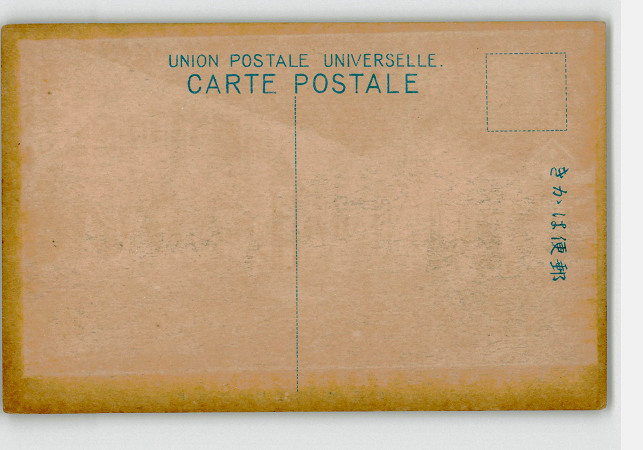 UNION POSTALE UNIVERSELLE.
CARTE POSTALE
郵便はかき